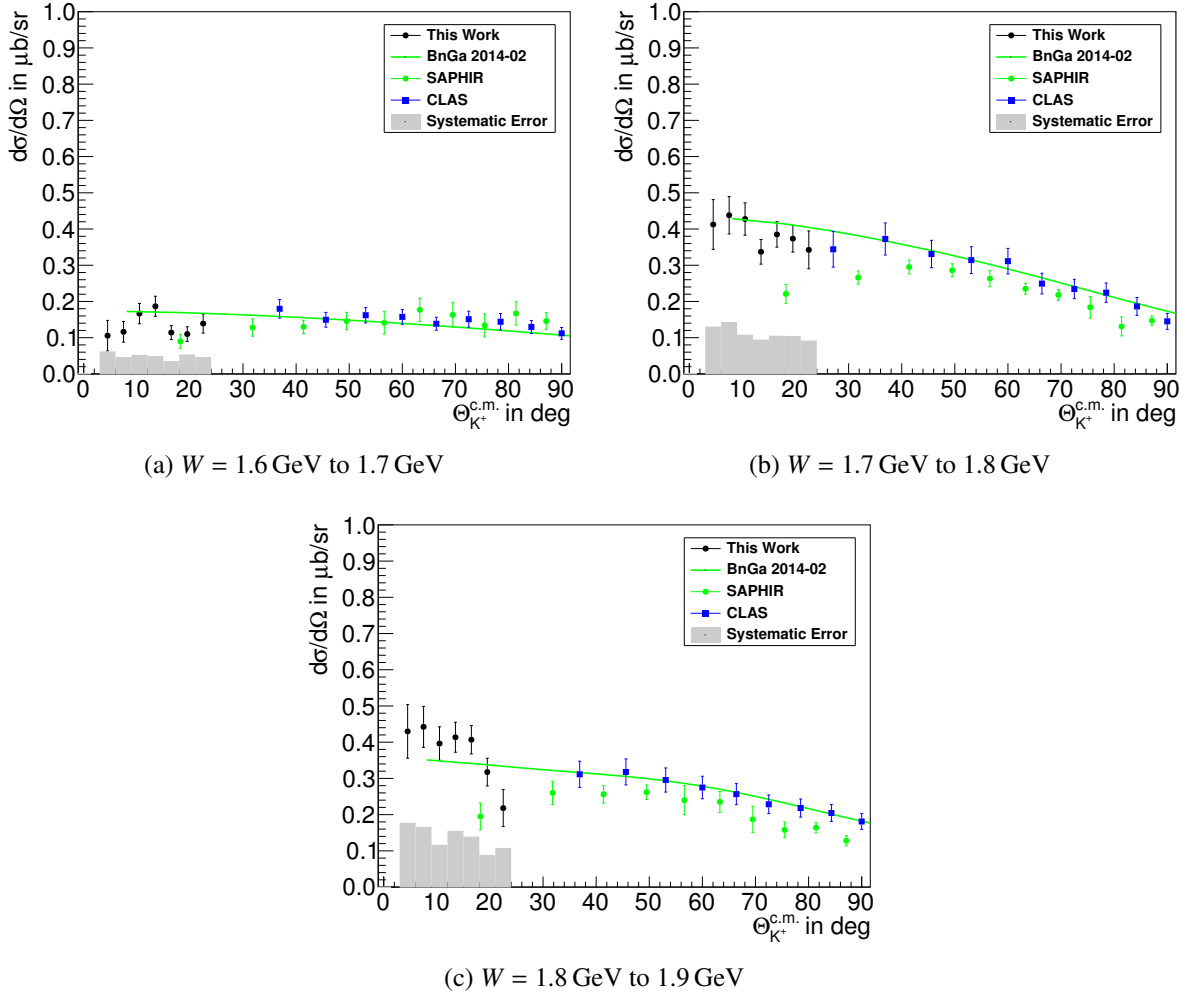 dσ/dΩ in μb/sr
1
0.9
0.8
0.7
0.6
0.5
0.4
0.3
0.2
0.1
0.0
This Work
BnGa 2014-02
SAPHIR
CLAS
Systematic Error
0 10 20 30 40 50 60 70 80 90
Θ_{K⁺}^{c.m.} in deg
(a) W = 1.6 GeV to 1.7 GeV
dσ/dΩ in μb/sr
1
0.9
0.8
0.7
0.6
0.5
0.4
0.3
0.2
0.1
0.0
This Work
BnGa 2014-02
SAPHIR
CLAS
Systematic Error
0 10 20 30 40 50 60 70 80 90
Θ_{K⁺}^{c.m.} in deg
(b) W = 1.7 GeV to 1.8 GeV
dσ/dΩ in μb/sr
1
0.9
0.8
0.7
0.6
0.5
0.4
0.3
0.2
0.1
0.0
This Work
BnGa 2014-02
SAPHIR
CLAS
Systematic Error
0 10 20 30 40 50 60 70 80 90
Θ_{K⁺}^{c.m.} in deg
(c) W = 1.8 GeV to 1.9 GeV